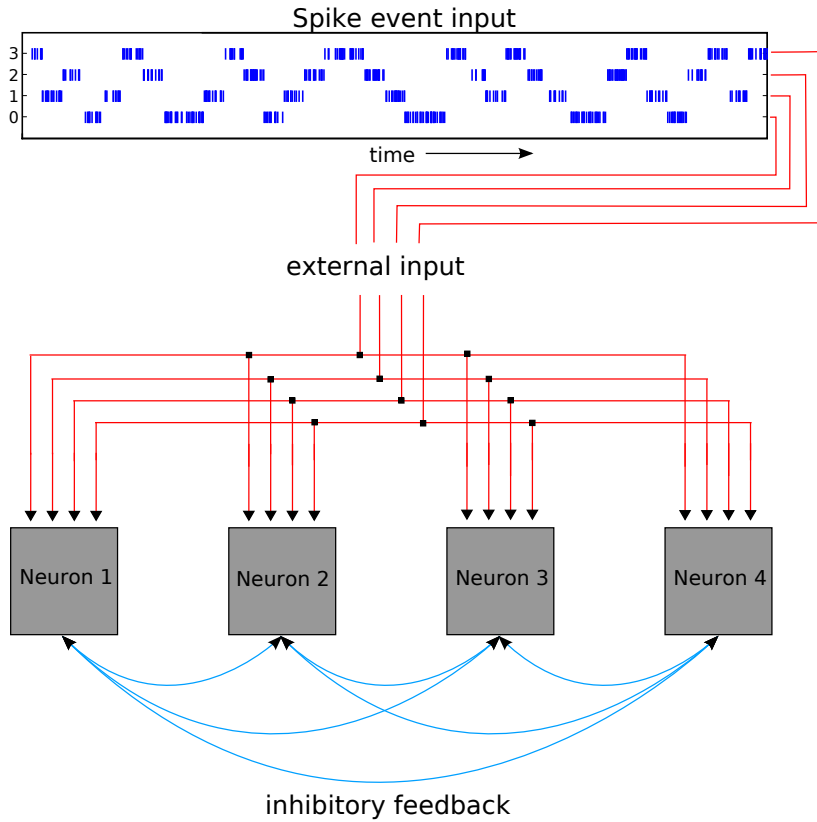 Spike event input
3
2
1
0
time
external input
Neuron 1
Neuron 2
Neuron 3
Neuron 4
inhibitory feedback